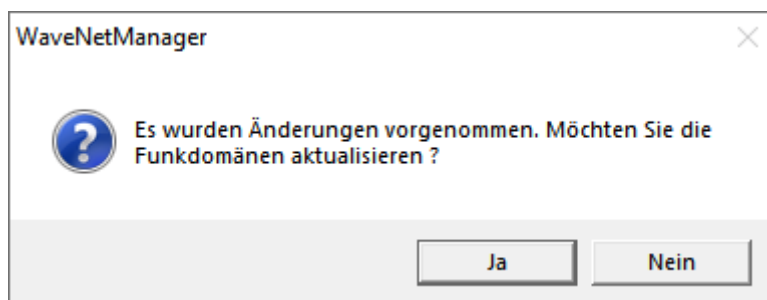 WaveNetManager
Es wurden Änderungen vorgenommen. Möchten Sie die
Funkdomänen aktualisieren ?
Ja
Nein